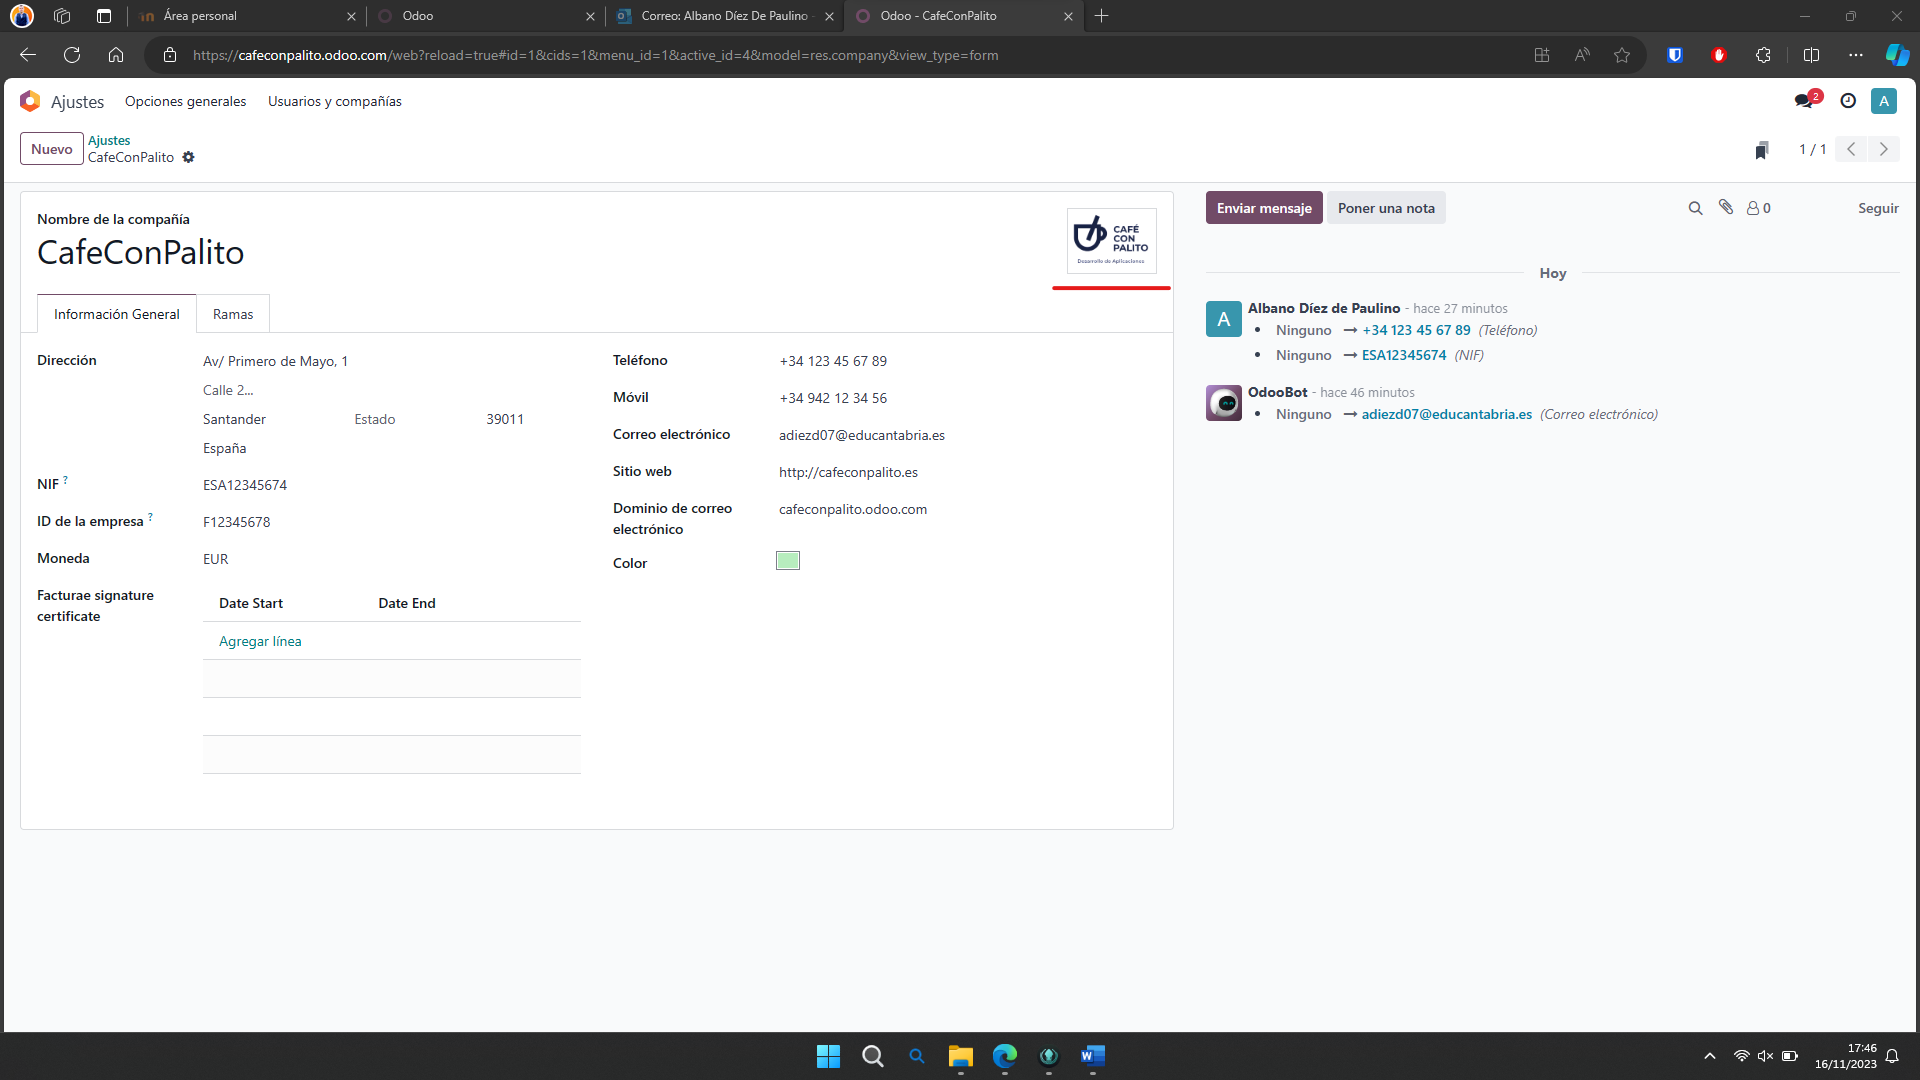 Área personal
Odoo
Correo: Albano Díez De Paulino -
Odoo - CafeConPalito
https://cafeconpalito.odoo.com/web?reload=true#id=1&cids=1&menu_id=1&active_id=4&model=res.company&view_type=form
Ajustes Opciones generales Usuarios y compañías
2
A
Nuevo
Ajustes
CafeConPalito
1 / 1
Nombre de la compañía
CafeConPalito
CAFÉ
CON
PALITO
Desarrollo de Aplicaciones
Información General
Ramas
Dirección
Av/ Primero de Mayo, 1
Calle 2...
Santander Estado 39011
España
NIF ?
ESA12345674
ID de la empresa ?
F12345678
Moneda
EUR
Facturae signature
certificate
Date Start Date End
Agregar línea
Teléfono
+34 123 45 67 89
Móvil
+34 942 12 34 56
Correo electrónico
adiezd07@educantabria.es
Sitio web
http://cafeconpalito.es
Dominio de correo
electrónico
cafeconpalito.odoo.com
Color
Enviar mensaje
Poner una nota
0
Seguir
Hoy
A
Albano Díez de Paulino - hace 27 minutos
Ninguno → +34 123 45 67 89 (Teléfono)
Ninguno → ESA12345674 (NIF)
OdooBot - hace 46 minutos
Ninguno → adiezd07@educantabria.es (Correo electrónico)
W
17:46
16/11/2023